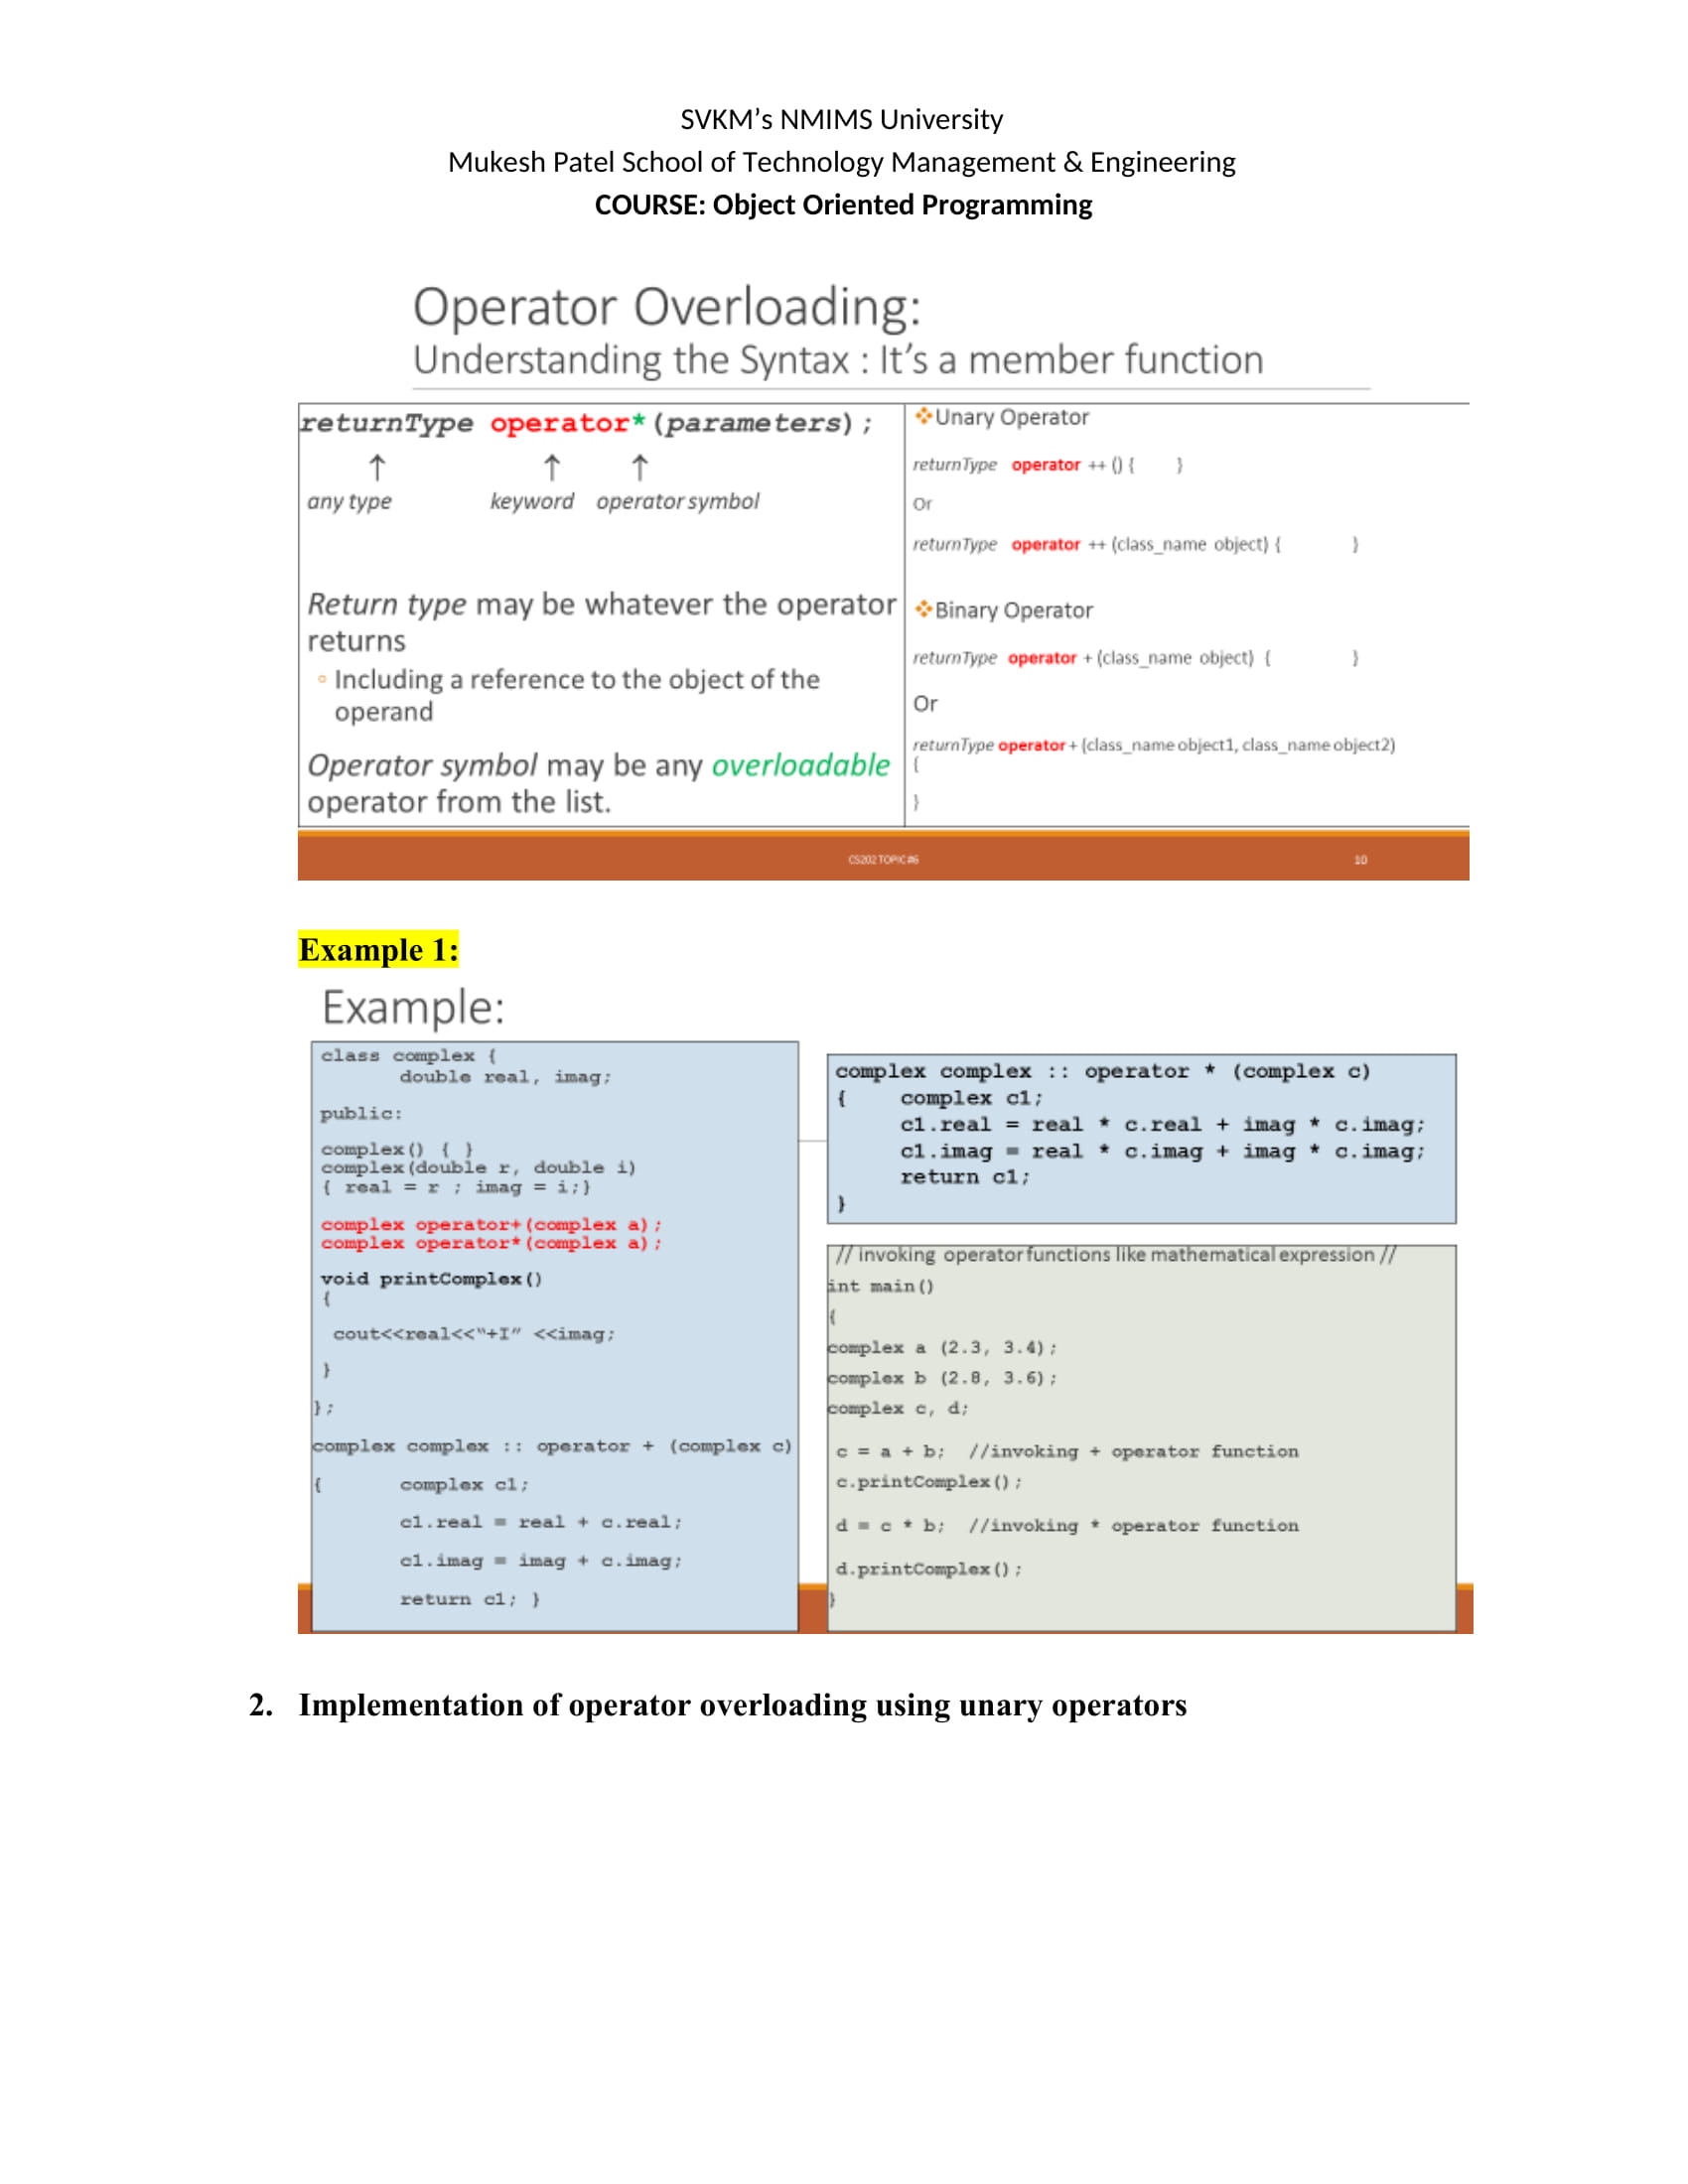 SVKM’s NMIMS University
Mukesh Patel School of Technology Management & Engineering
COURSE: Object Oriented Programming
Operator Overloading:
Understanding the Syntax : It’s a member function
returnType operator*(parameters);
↑ ↑ ↑
any type keyword operator symbol
Return type may be whatever the operator
returns
◦ Including a reference to the object of the
operand
Operator symbol may be any overloadable
operator from the list.
❖Unary Operator
returnType operator ++ () { }
Or
returnType operator ++ (class_name object) { }
❖Binary Operator
returnType operator + (class_name object) { }
Or
returnType operator + (class_name object1, class_name object2)
{
}
CS202 TOPIC #6 10
Example 1:
Example:
class complex {
double real, imag;
public:
complex() { }
complex(double r, double i)
{ real = r ; imag = i;}
complex operator+(complex a);
complex operator*(complex a);
void printComplex()
{
cout<<real<<“+I” <<imag;
}
};
complex complex :: operator + (complex c)
{ complex c1;
c1.real = real + c.real;
c1.imag = imag + c.imag;
return c1; }
complex complex :: operator * (complex c)
{ complex c1;
c1.real = real * c.real + imag * c.imag;
c1.imag = real * c.imag + imag * c.imag;
return c1;
}
// invoking operator functions like mathematical expression //
int main()
{
complex a (2.3, 3.4);
complex b (2.8, 3.6);
complex c, d;
c = a + b; //invoking + operator function
c.printComplex();
d = c * b; //invoking * operator function
d.printComplex();
}
2. Implementation of operator overloading using unary operators